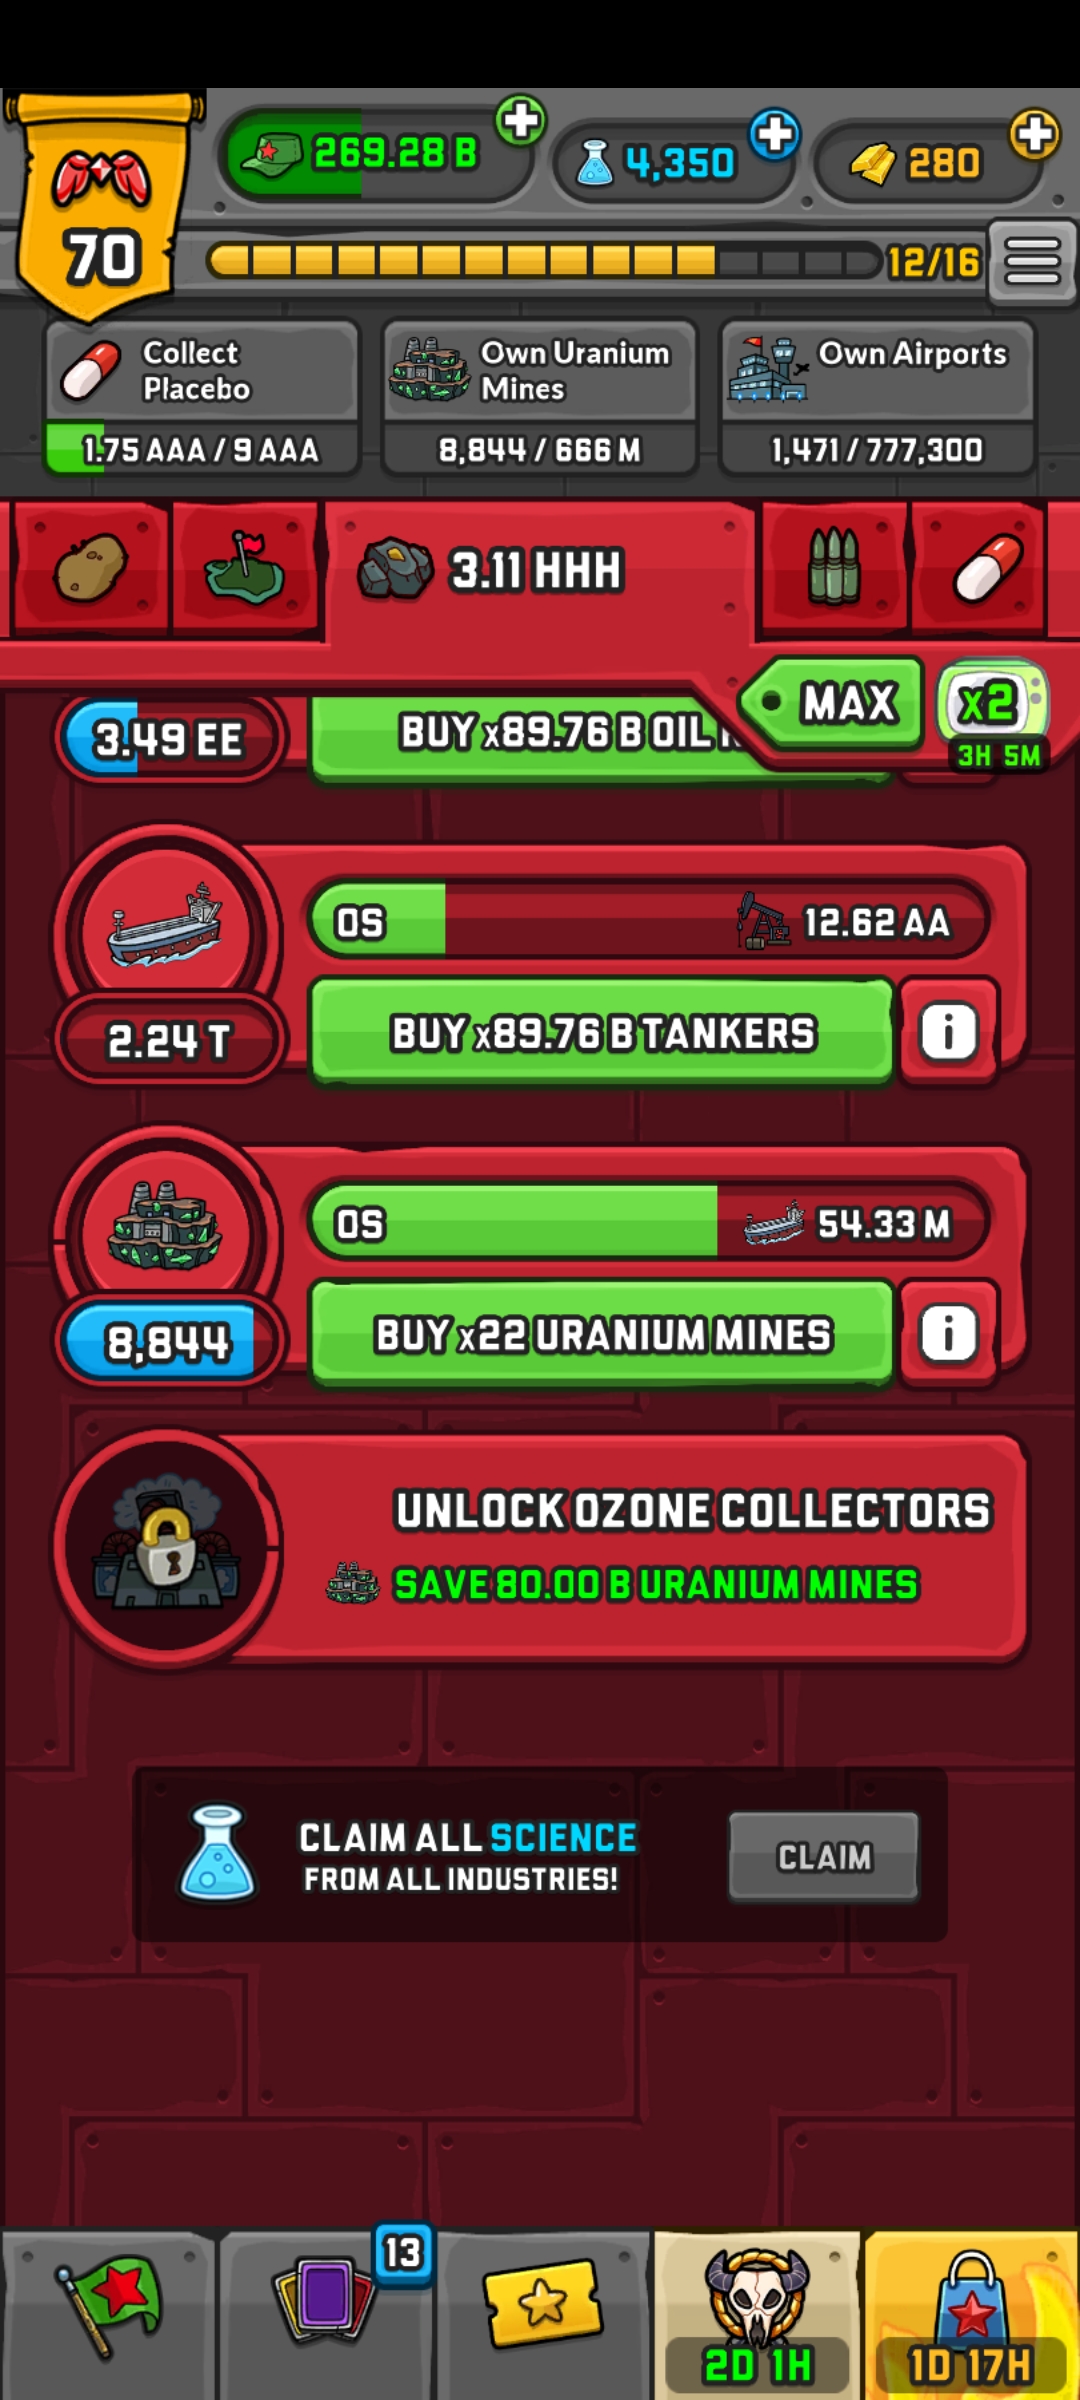 269.28 B
4,350
280
70
12/16
Collect
Placebo
Own Uranium
Mines
Own Airports
1.75 AAA / 9 AAA
8,844 / 666 M
1,471 / 777,300
3.11 HHH
MAX
x2
3H 5M
3.49 EE
BUY x89.76 B OIL
0S
12.62 AA
2.24 T
BUY x89.76 B TANKERS
i
0S
54.33 M
8,844
BUY x22 URANIUM MINES
i
UNLOCK OZONE COLLECTORS
SAVE 80.00 B URANIUM MINES
CLAIM ALL SCIENCE
FROM ALL INDUSTRIES!
CLAIM
13
2D 1H
1D 17H